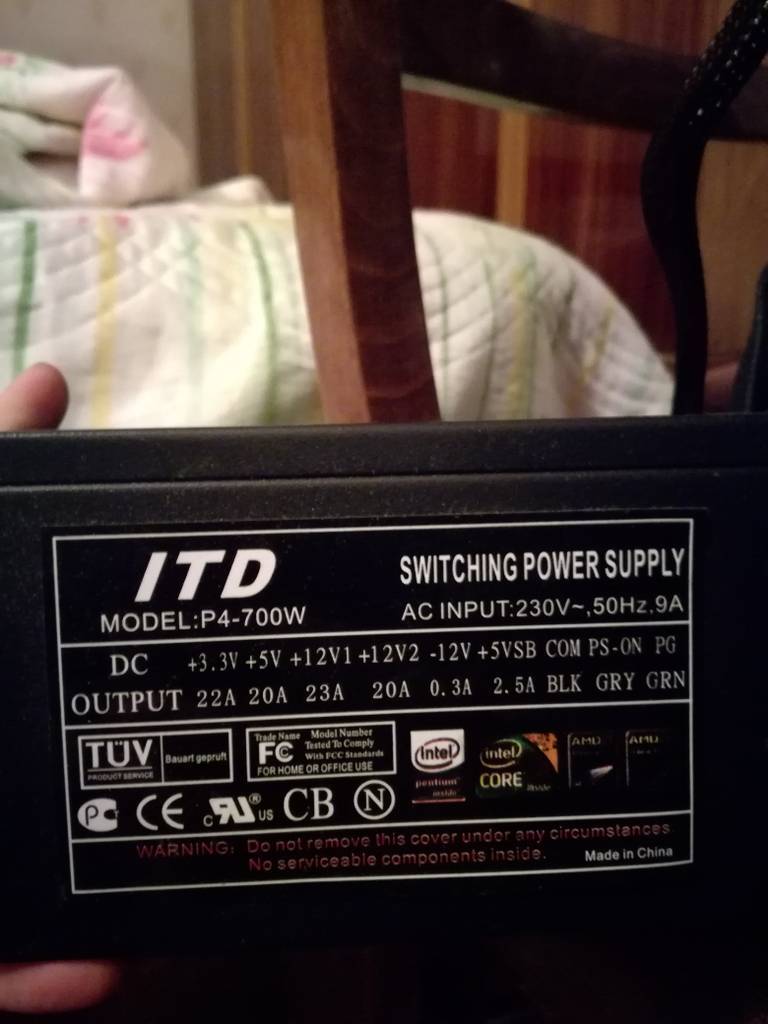 ITD
SWITCHING POWER SUPPLY
MODEL:P4-700W
AC INPUT:230V~,50Hz,9A
DC +3.3V +5V +12V1 +12V2 -12V +5VSB COM PS-ON PG
OUTPUT 22A 20A 23A 20A 0.3A 2.5A BLK GRY GRN
TÜV
PRODUCT SERVICE
Bauart geprüft
Trade Name Model Number
FC Tested To Comply
With FCC Standards
FOR HOME OR OFFICE USE
intel
pentium
inside
intel
CORE
inside
AMD
AMD
PC CE c RU ® US CB N
WARNING: Do not remove this cover under any circumstances
No serviceable components inside.
Made in China